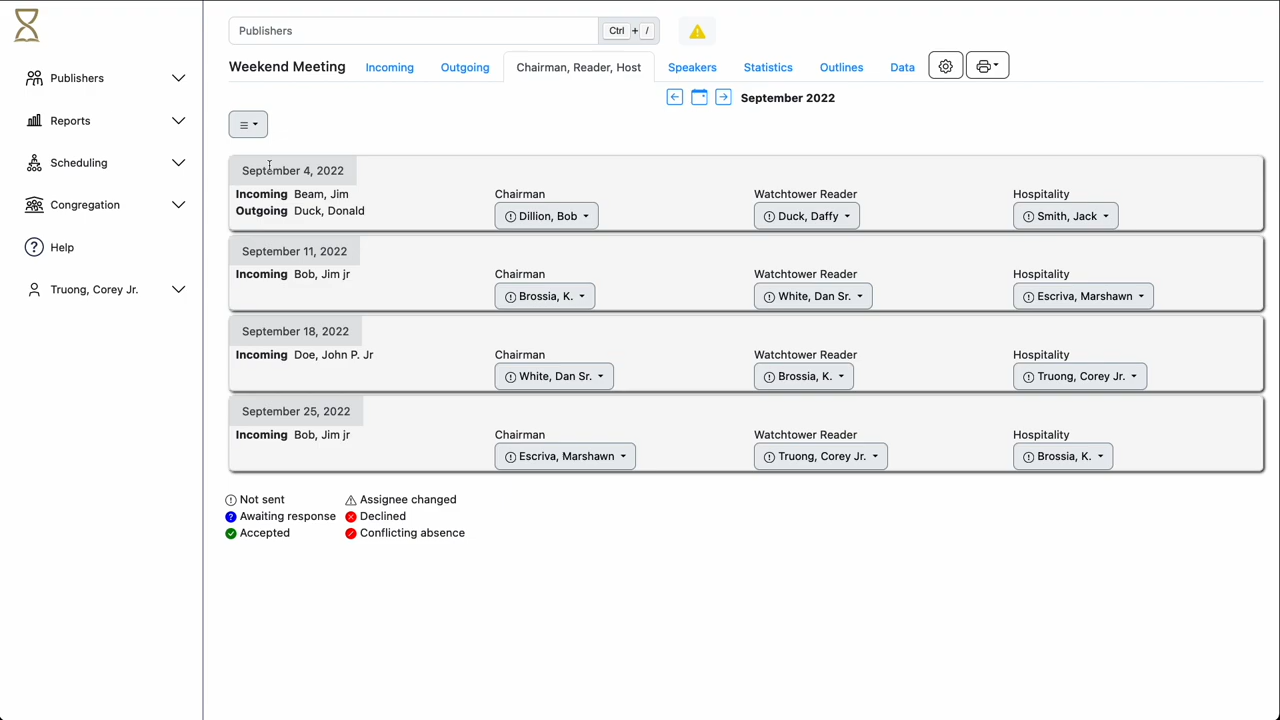 Publishers Ctrl + /
Weekend Meeting Incoming Outgoing Chairman, Reader, Host Speakers Statistics Outlines Data
September 2022
Publishers
Reports
Scheduling
Congregation
Help
Truong, Corey Jr.
September 4, 2022
Incoming Beam, Jim Chairman Watchtower Reader Hospitality
Outgoing Duck, Donald Dillion, Bob Duck, Daffy Smith, Jack
September 11, 2022
Incoming Bob, Jim jr Chairman Watchtower Reader Hospitality
Brossia, K. White, Dan Sr. Escriva, Marshawn
September 18, 2022
Incoming Doe, John P. Jr Chairman Watchtower Reader Hospitality
White, Dan Sr. Brossia, K. Truong, Corey Jr.
September 25, 2022
Incoming Bob, Jim jr Chairman Watchtower Reader Hospitality
Escriva, Marshawn Truong, Corey Jr. Brossia, K.
Not sent Assignee changed
Awaiting response Declined
Accepted Conflicting absence